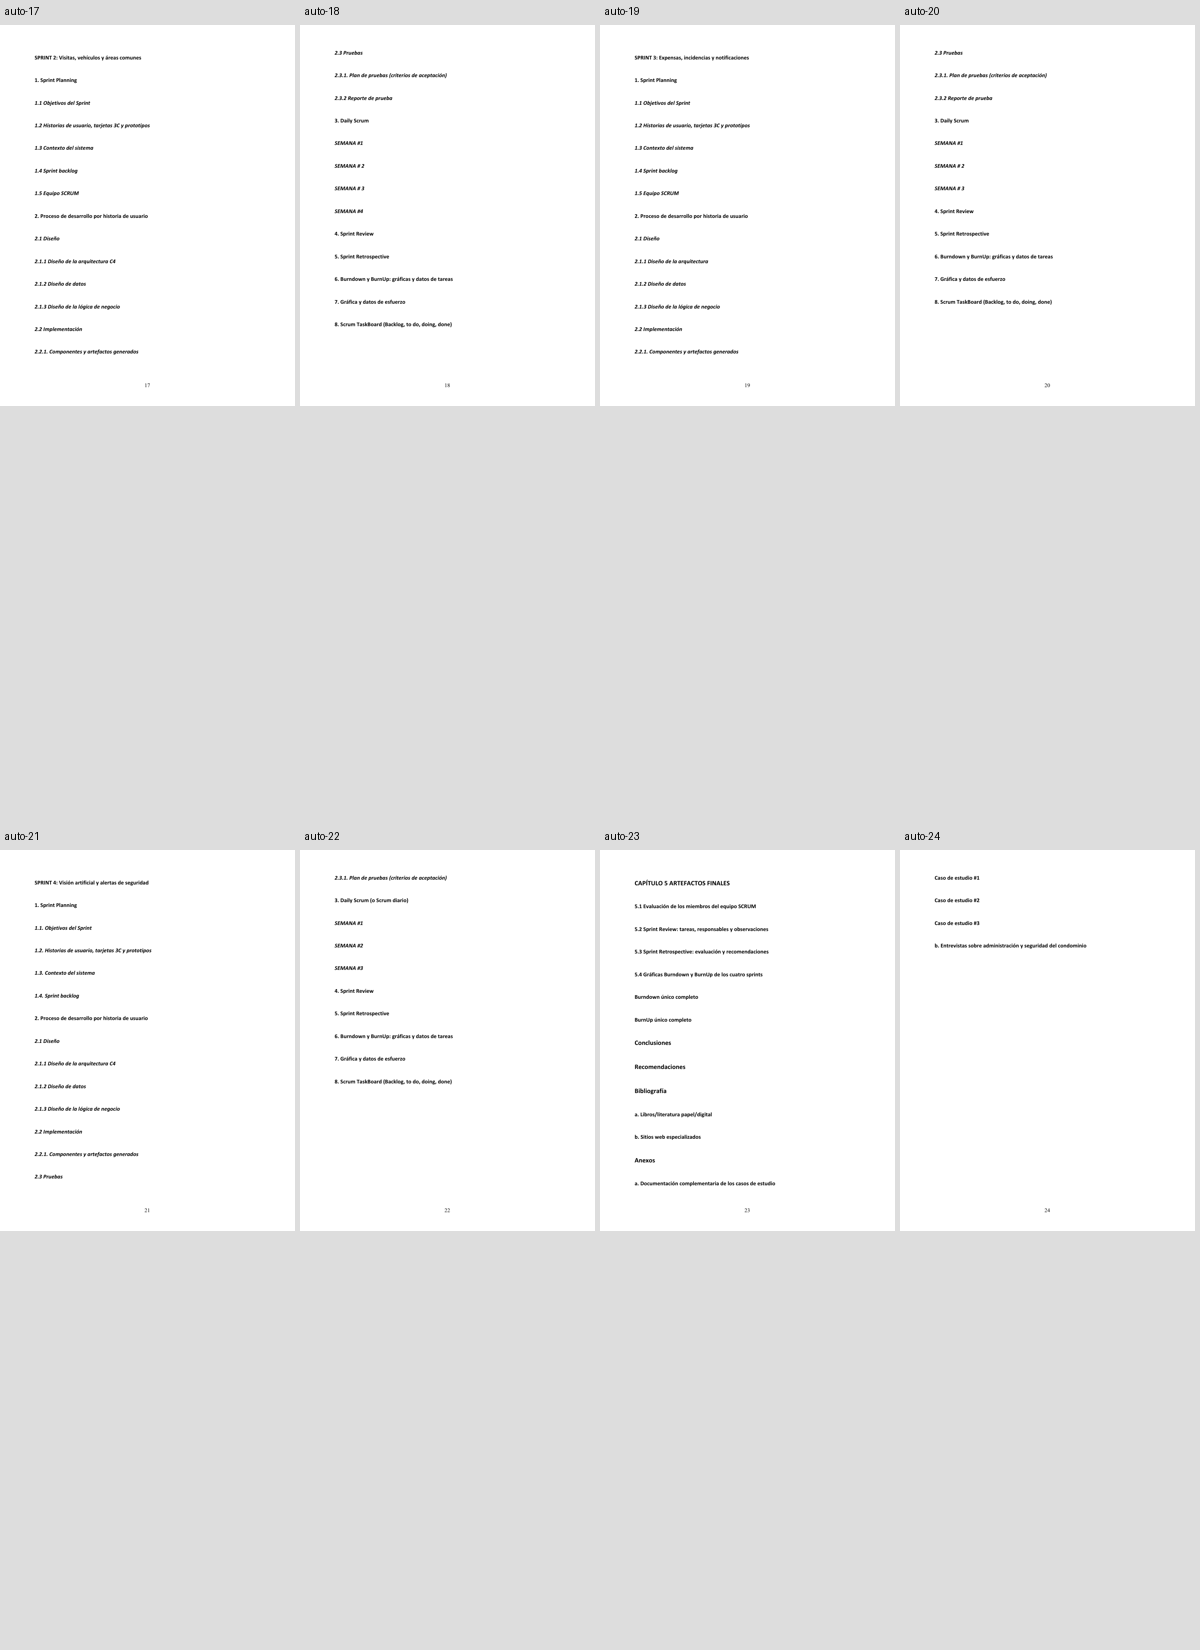 auto-17
SPRINT 2: Visitas, vehículos y áreas comunes
1. Sprint Planning
1.1 Objetivos del Sprint
1.2 Historias de usuario, tarjetas 3C y prototipos
1.3 Contexto del sistema
1.4 Sprint backlog
1.5 Equipo SCRUM
2. Proceso de desarrollo por historia de usuario
2.1 Diseño
2.1.1 Diseño de la arquitectura C4
2.1.2 Diseño de datos
2.1.3 Diseño de la lógica de negocio
2.2 Implementación
2.2.1. Componentes y artefactos generados
17
auto-18
2.3 Pruebas
2.3.1. Plan de pruebas (criterios de aceptación)
2.3.2 Reporte de prueba
3. Daily Scrum
SEMANA #1
SEMANA # 2
SEMANA # 3
SEMANA #4
4. Sprint Review
5. Sprint Retrospective
6. Burndown y BurnUp: gráficas y datos de tareas
7. Gráfica y datos de esfuerzo
8. Scrum TaskBoard (Backlog, to do, doing, done)
18
auto-19
SPRINT 3: Expensas, incidencias y notificaciones
1. Sprint Planning
1.1 Objetivos del Sprint
1.2 Historias de usuario, tarjetas 3C y prototipos
1.3 Contexto del sistema
1.4 Sprint backlog
1.5 Equipo SCRUM
2. Proceso de desarrollo por historia de usuario
2.1 Diseño
2.1.1 Diseño de la arquitectura
2.1.2 Diseño de datos
2.1.3 Diseño de la lógica de negocio
2.2 Implementación
2.2.1. Componentes y artefactos generados
19
auto-20
2.3 Pruebas
2.3.1. Plan de pruebas (criterios de aceptación)
2.3.2 Reporte de prueba
3. Daily Scrum
SEMANA #1
SEMANA # 2
SEMANA # 3
4. Sprint Review
5. Sprint Retrospective
6. Burndown y BurnUp: gráficas y datos de tareas
7. Gráfica y datos de esfuerzo
8. Scrum TaskBoard (Backlog, to do, doing, done)
20
auto-21
SPRINT 4: Visión artificial y alertas de seguridad
1. Sprint Planning
1.1. Objetivos del Sprint
1.2. Historias de usuario, tarjetas 3C y prototipos
1.3. Contexto del sistema
1.4. Sprint backlog
2. Proceso de desarrollo por historia de usuario
2.1 Diseño
2.1.1 Diseño de la arquitectura C4
2.1.2 Diseño de datos
2.1.3 Diseño de la lógica de negocio
2.2 Implementación
2.2.1. Componentes y artefactos generados
2.3 Pruebas
21
auto-22
2.3.1. Plan de pruebas (criterios de aceptación)
3. Daily Scrum (o Scrum diario)
SEMANA #1
SEMANA #2
SEMANA #3
4. Sprint Review
5. Sprint Retrospective
6. Burndown y BurnUp: gráficas y datos de tareas
7. Gráfica y datos de esfuerzo
8. Scrum TaskBoard (Backlog, to do, doing, done)
22
auto-23
CAPÍTULO 5 ARTEFACTOS FINALES
5.1 Evaluación de los miembros del equipo SCRUM
5.2 Sprint Review: tareas, responsables y observaciones
5.3 Sprint Retrospective: evaluación y recomendaciones
5.4 Gráficas Burndown y BurnUp de los cuatro sprints
Burndown único completo
BurnUp único completo
Conclusiones
Recomendaciones
Bibliografía
a. Libros/literatura papel/digital
b. Sitios web especializados
Anexos
a. Documentación complementaria de los casos de estudio
23
auto-24
Caso de estudio #1
Caso de estudio #2
Caso de estudio #3
b. Entrevistas sobre administración y seguridad del condominio
24